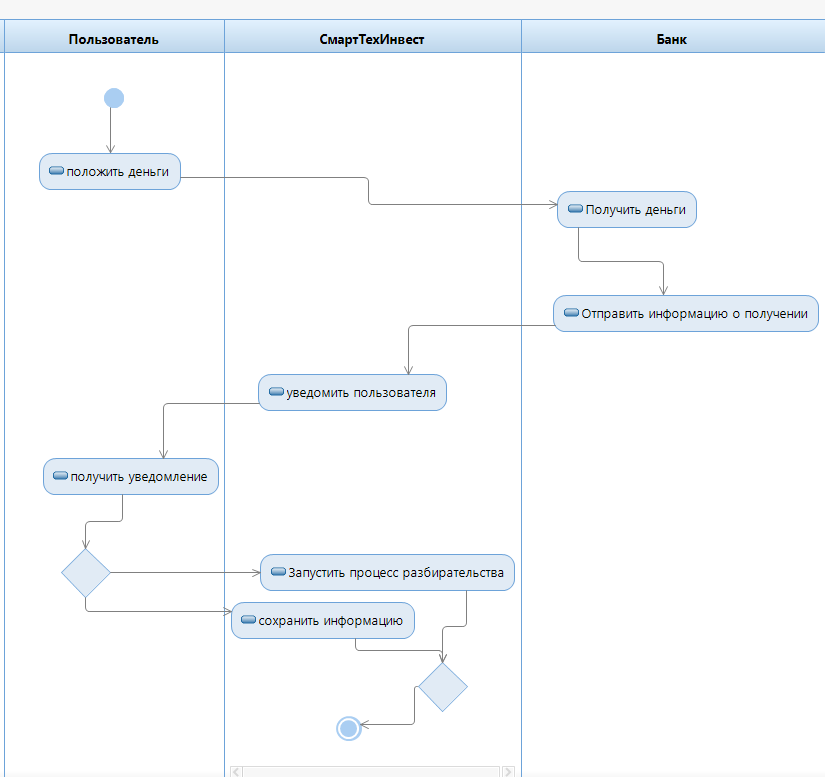 Пользователь
СмартТехИнвест
Банк
положить деньги
Получить деньги
Отправить информацию о получении
уведомить пользователя
получить уведомление
Запустить процесс разбирательства
сохранить информацию